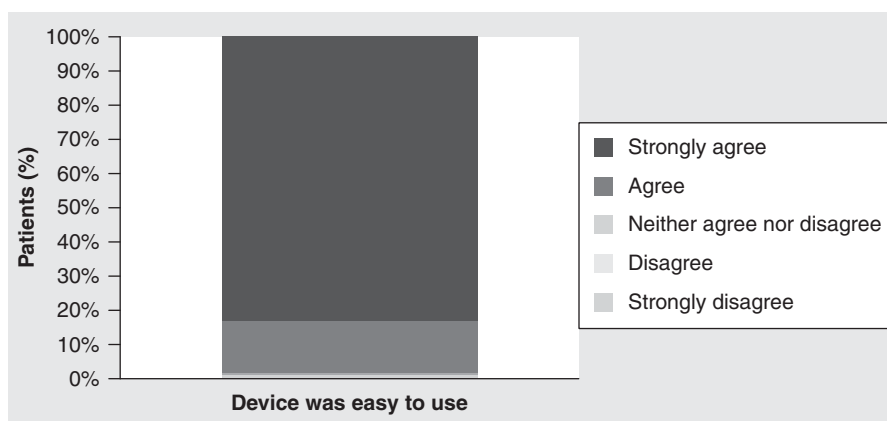 100%
90%
80%
70%
60%
50%
40%
30%
20%
10%
0%
Patients (%)
Device was easy to use
Strongly agree
Agree
Neither agree nor disagree
Disagree
Strongly disagree